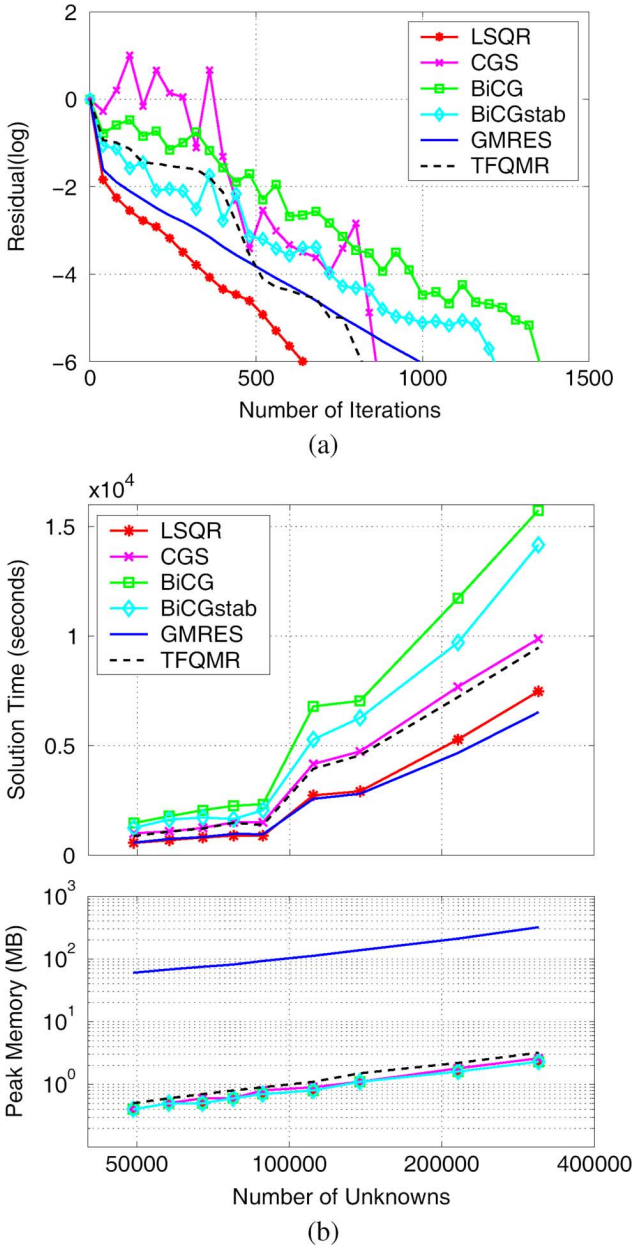 2
0
−2
−4
−6
Residual(log)
LSQR
CGS
BiCG
BiCGstab
GMRES
TFQMR
0
500
1000
1500
Number of Iterations
(a)
x10^4
1.5
1
0.5
0
Solution Time (seconds)
LSQR
CGS
BiCG
BiCGstab
GMRES
TFQMR
10^3
10^2
10^1
10^0
Peak Memory (MB)
50000
100000
200000
400000
Number of Unknowns
(b)